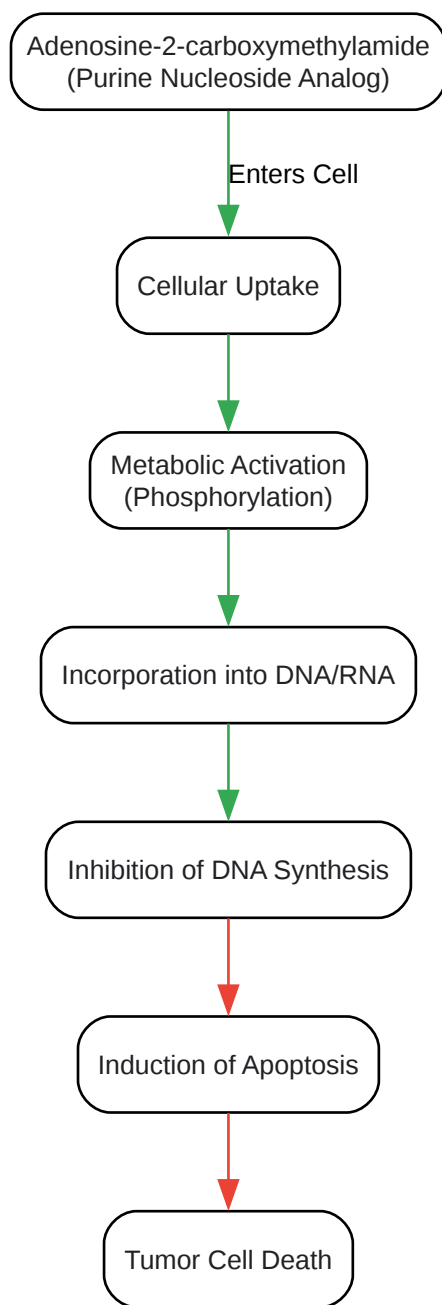 Adenosine-2-carboxymethylamide
(Purine Nucleoside Analog)
Enters Cell
Cellular Uptake
Metabolic Activation
(Phosphorylation)
Incorporation into DNA/RNA
Inhibition of DNA Synthesis
Induction of Apoptosis
Tumor Cell Death